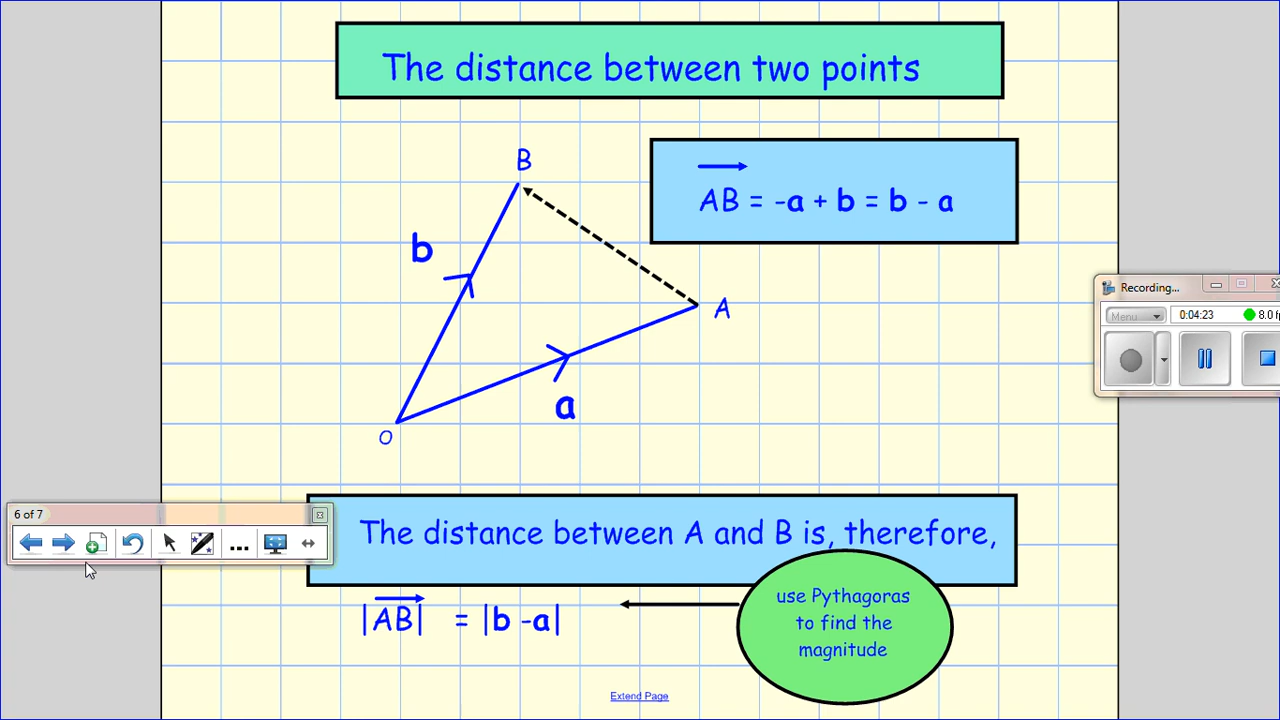 The distance between two points
B
AB = -a + b = b - a
b
Recording...
A
Menu
0:04:23
8.0 f
a
O
6 of 7
The distance between A and B is, therefore,
use Pythagoras
to find the
magnitude
|AB| = |b -a|
Extend Page